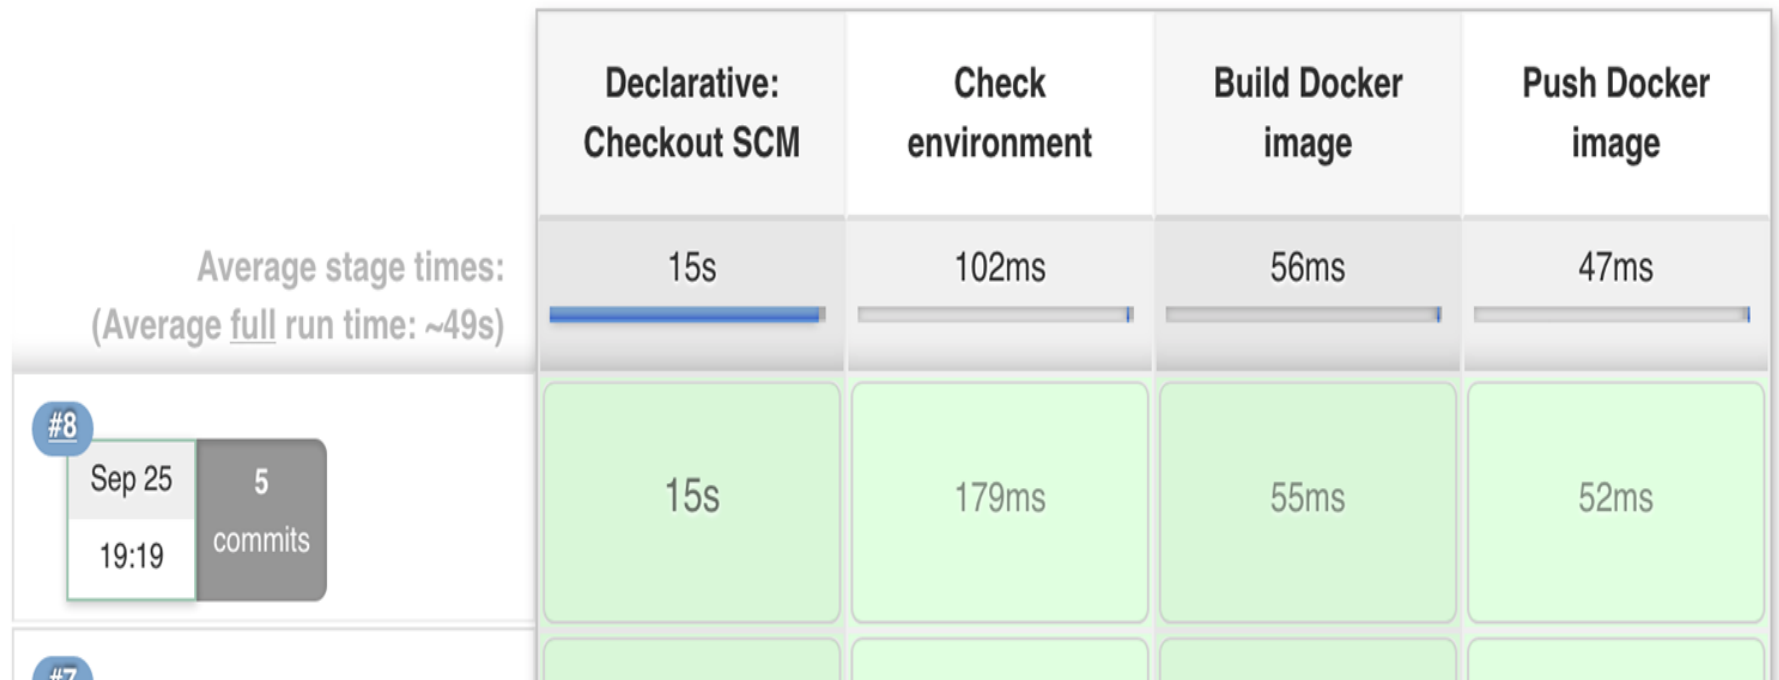 Declarative:
Checkout SCM
Check
environment
Build Docker
image
Push Docker
image
Average stage times:
(Average full run time: ~49s)
15s
102ms
56ms
47ms
#8
Sep 25
19:19
5
commits
15s
179ms
55ms
52ms
#7